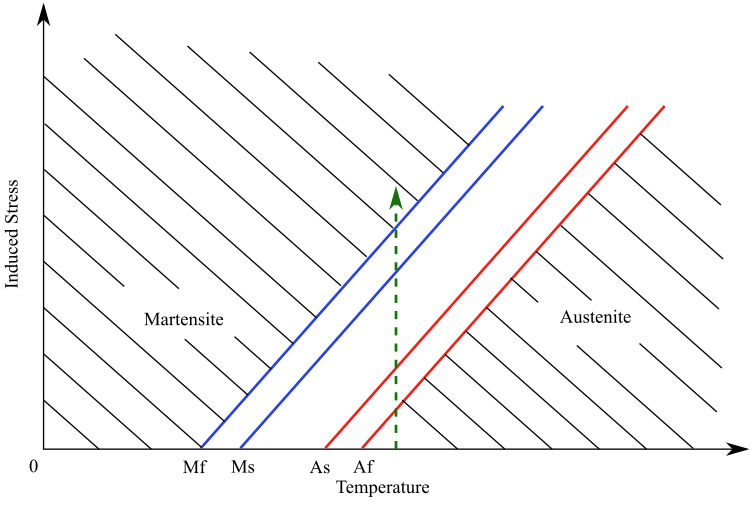 Induced Stress
Martensite
Austenite
0
Mf
Ms
As
Af
Temperature